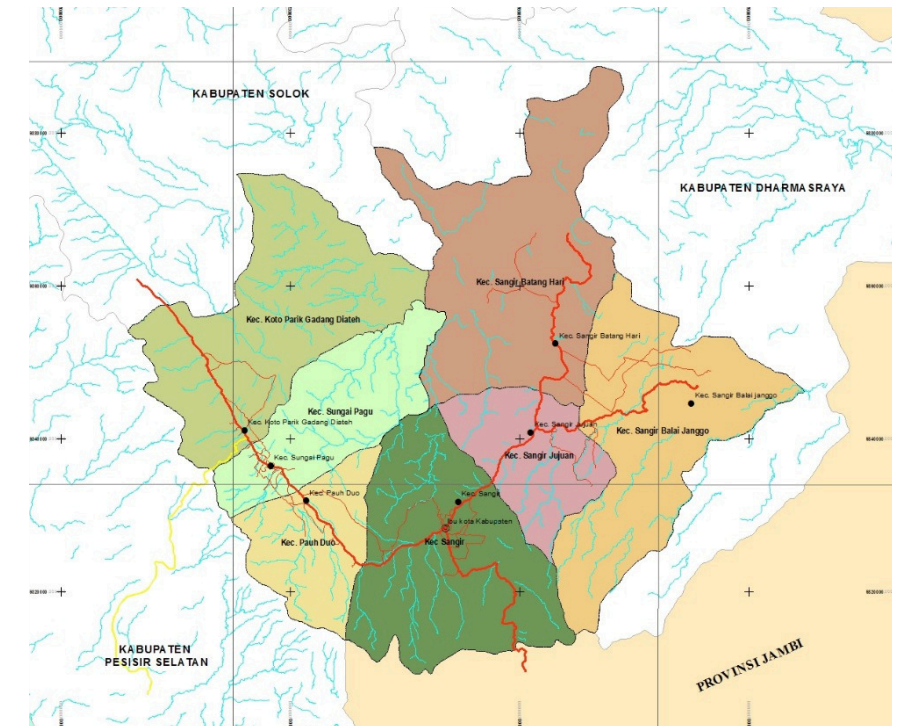 KABUPATEN SOLOK
KABUPATEN DHARMASRAYA
Kec. Sangir Batang Hari
Kec. Koto Parik Gadang Diateh
Kec. Sangir Batang Hari
Kec. Sangir Balai janggo
Kec. Sungai Pagu
Kec. Koto Parik Gadang Diateh
Kec. Sangir Jujuan
Kec. Sangir Balai Janggo
Kec. Sangir Jujuan
Kec. Sungai Pagu
Kec. Pauh Duo
Kec. Sangir
Ibu kota Kabupaten
Kec. Pauh Duo
Kec Sangir
KABUPATEN
PESISIR SELATAN
PROVINSI JAMBI